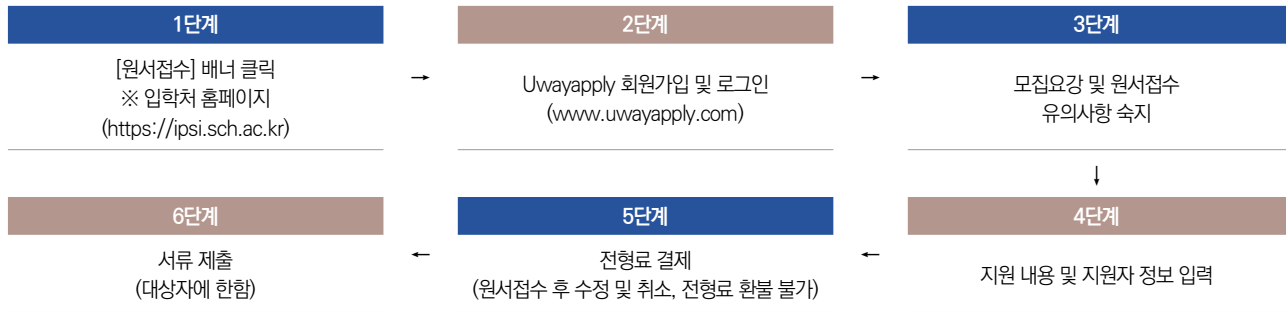 1단계
[원서접수] 배너 클릭
※ 입학처 홈페이지
(https://ipsi.sch.ac.kr)
→
2단계
Uwayapply 회원가입 및 로그인
(www.uwayapply.com)
→
3단계
모집요강 및 원서접수
유의사항 숙지
↓
4단계
지원 내용 및 지원자 정보 입력
←
5단계
전형료 결제
(원서접수 후 수정 및 취소, 전형료 환불 불가)
←
6단계
서류 제출
(대상자에 한함)